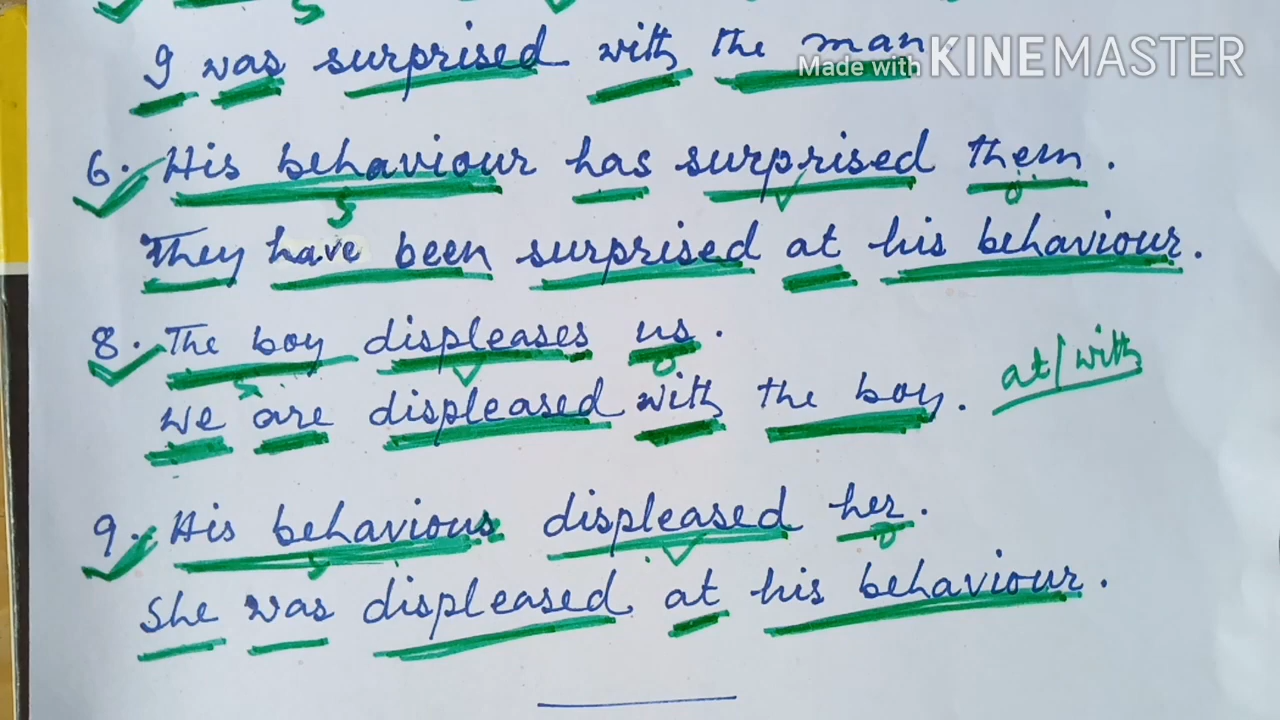 I was surprised with the man.
Made with KINEMASTER
6. His behaviour has surprised them.
S
They have been surprised at his behaviour.
8. The boy displeases us.
S O
at/with
We are displeased with the boy.
9. His behaviour displeased her.
She was displeased at his behaviour.